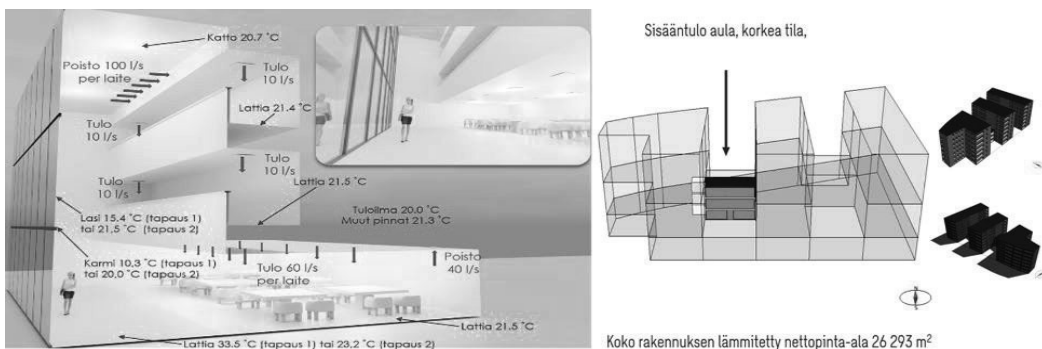 Katto 20.7 °C
Poisto 100 l/s
per laite
Tulo
10 l/s
Lattia 21.4 °C
Tulo
10 l/s
Tulo
10 l/s
Tulo
10 l/s
Lattia 21.5 °C
Tuloilma 20.0 °C
Muut pinnat 21.3 °C
Lasi 15.4 °C (tapaus 1)
tai 21,5 °C (tapaus 2)
Karmi 10,3 °C (tapaus 1)
tai 20,0 °C (tapaus 2)
Tulo 60 l/s
per laite
Poisto
40 l/s
Lattia 21.5 °C
Lattia 33.5 °C (tapaus 1) tai 23,2 °C (tapaus 2)
Sisääntulo aula, korkea tila,
Koko rakennuksen lämmitetty nettopinta-ala 26 293 m²